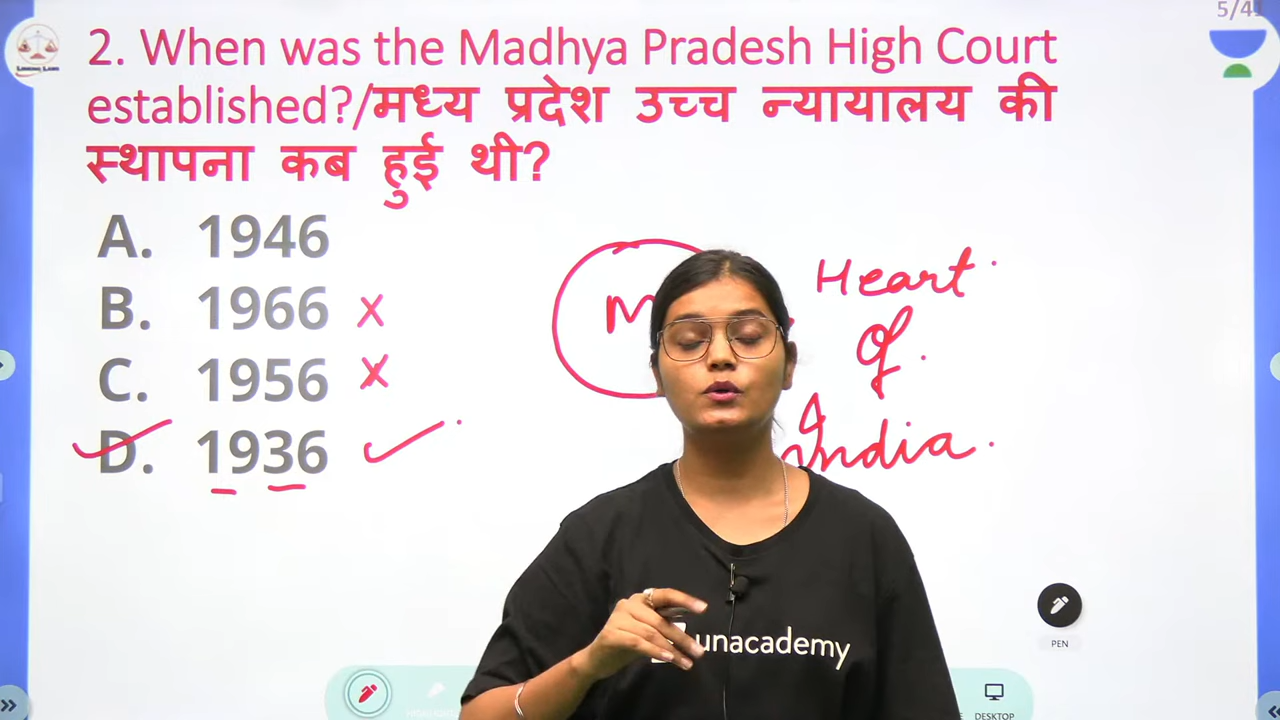 5/41
2. When was the Madhya Pradesh High Court
established?/मध्य प्रदेश उच्च न्यायालय की
स्थापना कब हुई थी?
A. 1946
B. 1966 x
C. 1956 x
D. 1936
M
Heart
of
India
unacademy
PEN
DESKTOP